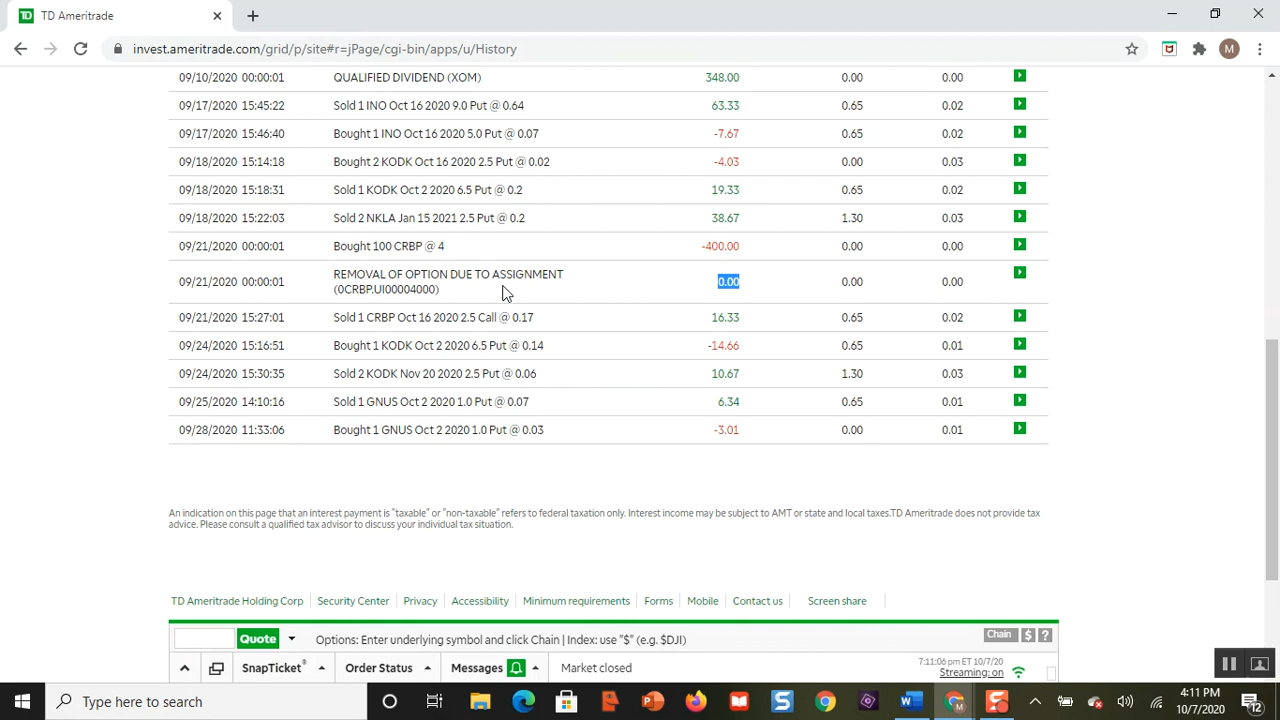 TD Ameritrade
invest.ameritrade.com/grid/p/site#r=jPage/cgi-bin/apps/u/History
M
09/10/2020 00:00:01 QUALIFIED DIVIDEND (XOM) 348.00 0.00 0.00
09/17/2020 15:45:22 Sold 1 INO Oct 16 2020 9.0 Put @ 0.64 63.33 0.65 0.02
09/17/2020 15:46:40 Bought 1 INO Oct 16 2020 5.0 Put @ 0.07 -7.67 0.65 0.02
09/18/2020 15:14:18 Bought 2 KODK Oct 16 2020 2.5 Put @ 0.02 -4.03 0.00 0.03
09/18/2020 15:18:31 Sold 1 KODK Oct 2 2020 6.5 Put @ 0.2 19.33 0.65 0.02
09/18/2020 15:22:03 Sold 2 NKLA Jan 15 2021 2.5 Put @ 0.2 38.67 1.30 0.03
09/21/2020 00:00:01 Bought 100 CRBP @ 4 -400.00 0.00 0.00
REMOVAL OF OPTION DUE TO ASSIGNMENT
09/21/2020 00:00:01 0.00 0.00 0.00
(0CRBP.UI00004000)
09/21/2020 15:27:01 Sold 1 CRBP Oct 16 2020 2.5 Call @ 0.17 16.33 0.65 0.02
09/24/2020 15:16:51 Bought 1 KODK Oct 2 2020 6.5 Put @ 0.14 -14.66 0.65 0.01
09/24/2020 15:30:35 Sold 2 KODK Nov 20 2020 2.5 Put @ 0.06 10.67 1.30 0.03
09/25/2020 14:10:16 Sold 1 GNUS Oct 2 2020 1.0 Put @ 0.07 6.34 0.65 0.01
09/28/2020 11:33:06 Bought 1 GNUS Oct 2 2020 1.0 Put @ 0.03 -3.01 0.00 0.01
An indication on this page that an interest payment is "taxable" or "non-taxable" refers to federal taxation only. Interest income may be subject to AMT or state and local taxes.TD Ameritrade does not provide tax
advice. Please consult a qualified tax advisor to discuss your individual tax situation.
TD Ameritrade Holding Corp Security Center Privacy Accessibility Minimum requirements Forms Mobile Contact us Screen share
Quote Options: Enter underlying symbol and click Chain | Index: use "$" (e.g. $DJI) Chain $ ?
SnapTicket® Order Status Messages Market closed
7:11:06 pm ET 10/7/20
Streaming: on
Type here to search
4:11 PM
10/7/2020
12